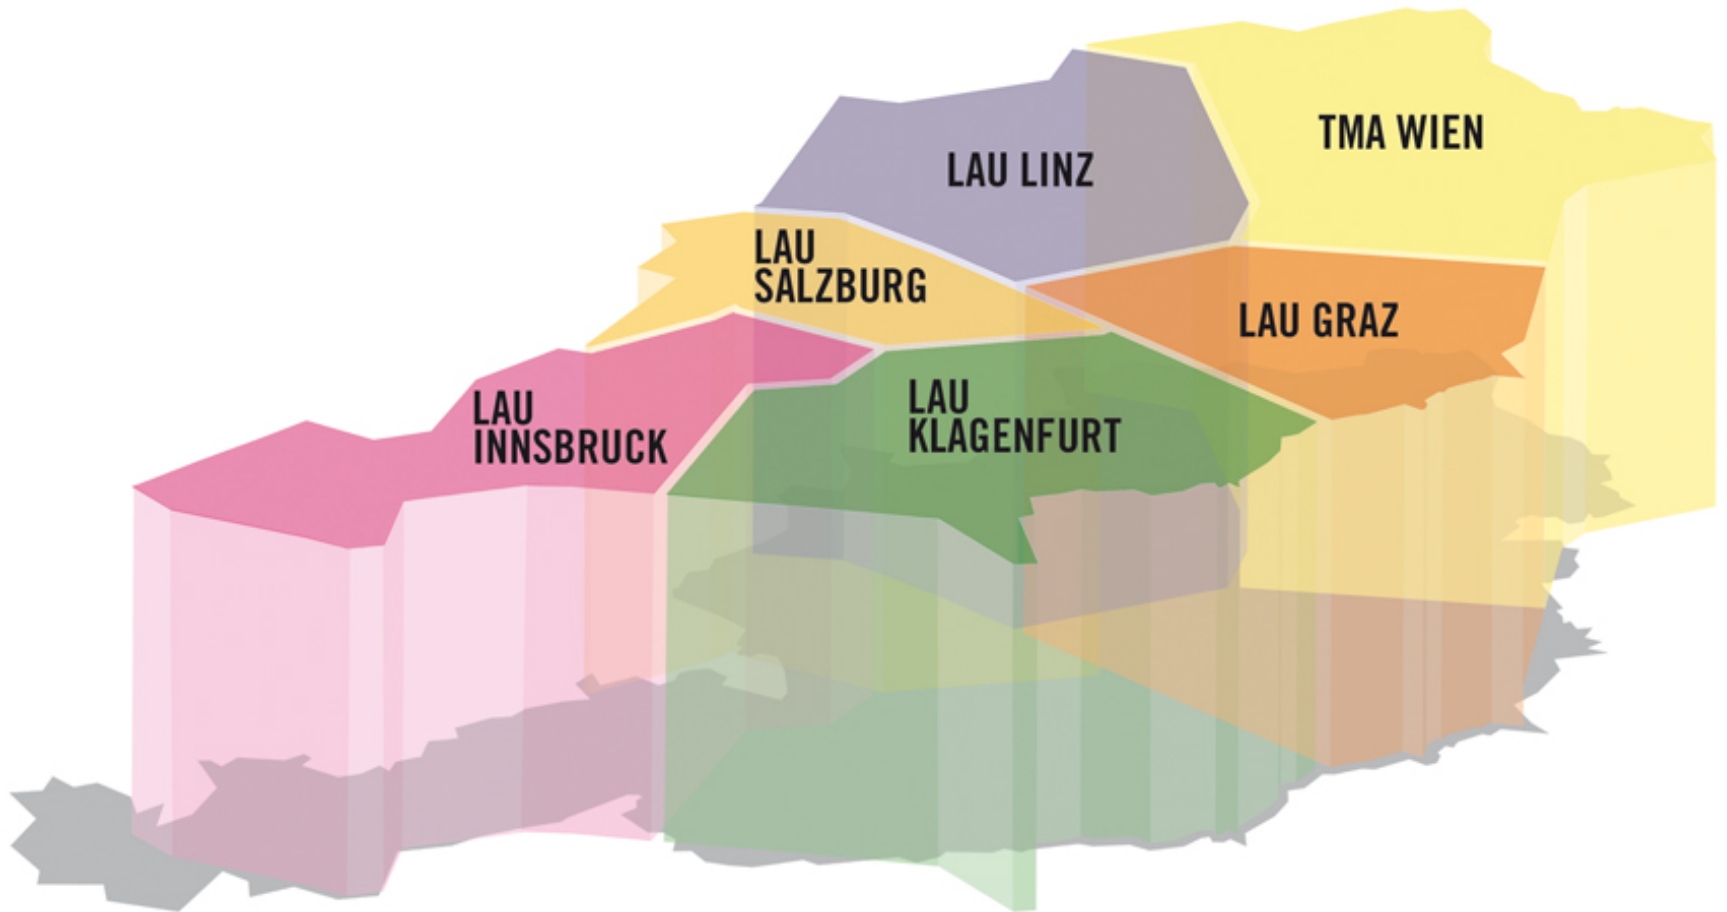 TMA WIEN
LAU LINZ
LAU
SALZBURG
LAU GRAZ
LAU
INNSBRUCK
LAU
KLAGENFURT